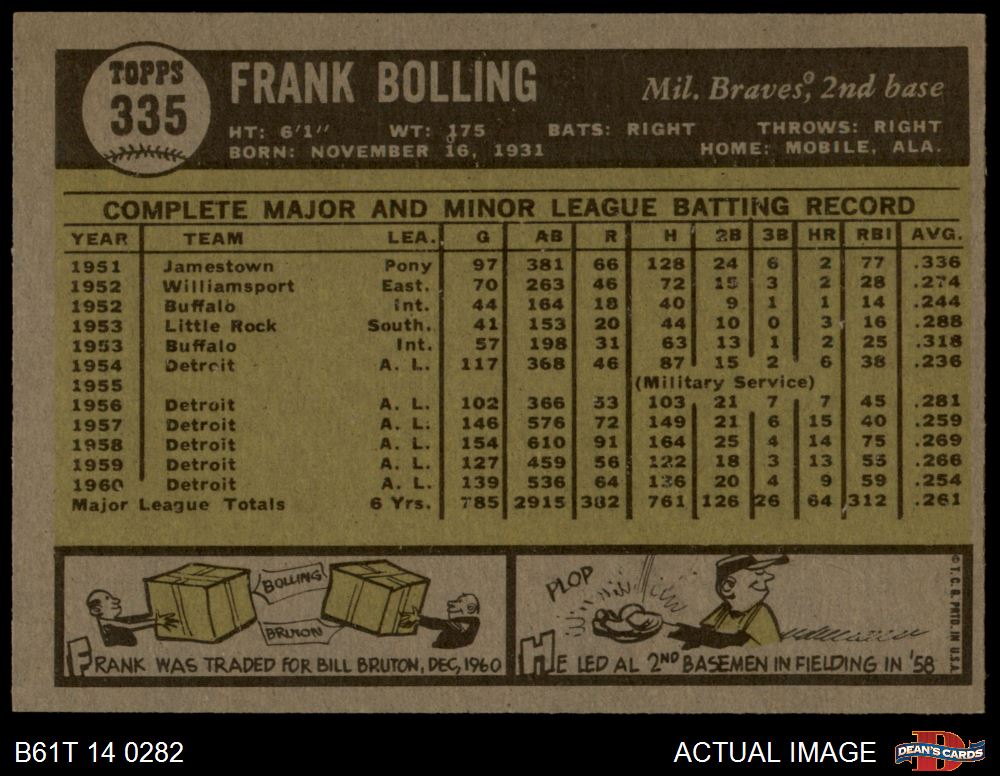 TOPPS
335
FRANK BOLLING
Mil. Braves, 2nd base
HT: 6'1" WT: 175 BATS: RIGHT THROWS: RIGHT
BORN: NOVEMBER 16, 1931 HOME: MOBILE, ALA.
COMPLETE MAJOR AND MINOR LEAGUE BATTING RECORD
YEAR TEAM LEA. G AB R H 2B 3B HR RBI AVG.
1951 Jamestown Pony 97 381 66 128 24 6 2 77 .336
1952 Williamsport East. 70 263 46 72 15 3 2 28 .274
1952 Buffalo Int. 44 164 18 40 9 1 1 14 .244
1953 Little Rock South. 41 153 20 44 10 0 3 16 .288
1953 Buffalo Int. 57 198 31 63 13 1 2 25 .318
1954 Detroit A. L. 117 368 46 87 15 2 6 38 .236
1955 (Military Service)
1956 Detroit A. L. 102 366 53 103 21 7 7 45 .281
1957 Detroit A. L. 146 576 72 149 21 6 15 40 .259
1958 Detroit A. L. 154 610 91 164 25 4 14 75 .269
1959 Detroit A. L. 127 459 56 122 18 3 13 55 .266
1960 Detroit A. L. 139 536 64 136 20 4 9 59 .254
Major League Totals 6 Yrs. 785 2915 382 761 126 26 64 312 .261
BOLLING
BRUTON
FRANK WAS TRADED FOR BILL BRUTON, DEC, 1960
PLOP
HE LED AL 2ND BASEMEN IN FIELDING IN '58
© T. C. G. PRTD. IN U.S.A.
B61T 14 0282
ACTUAL IMAGE
D
DEAN'S CARDS